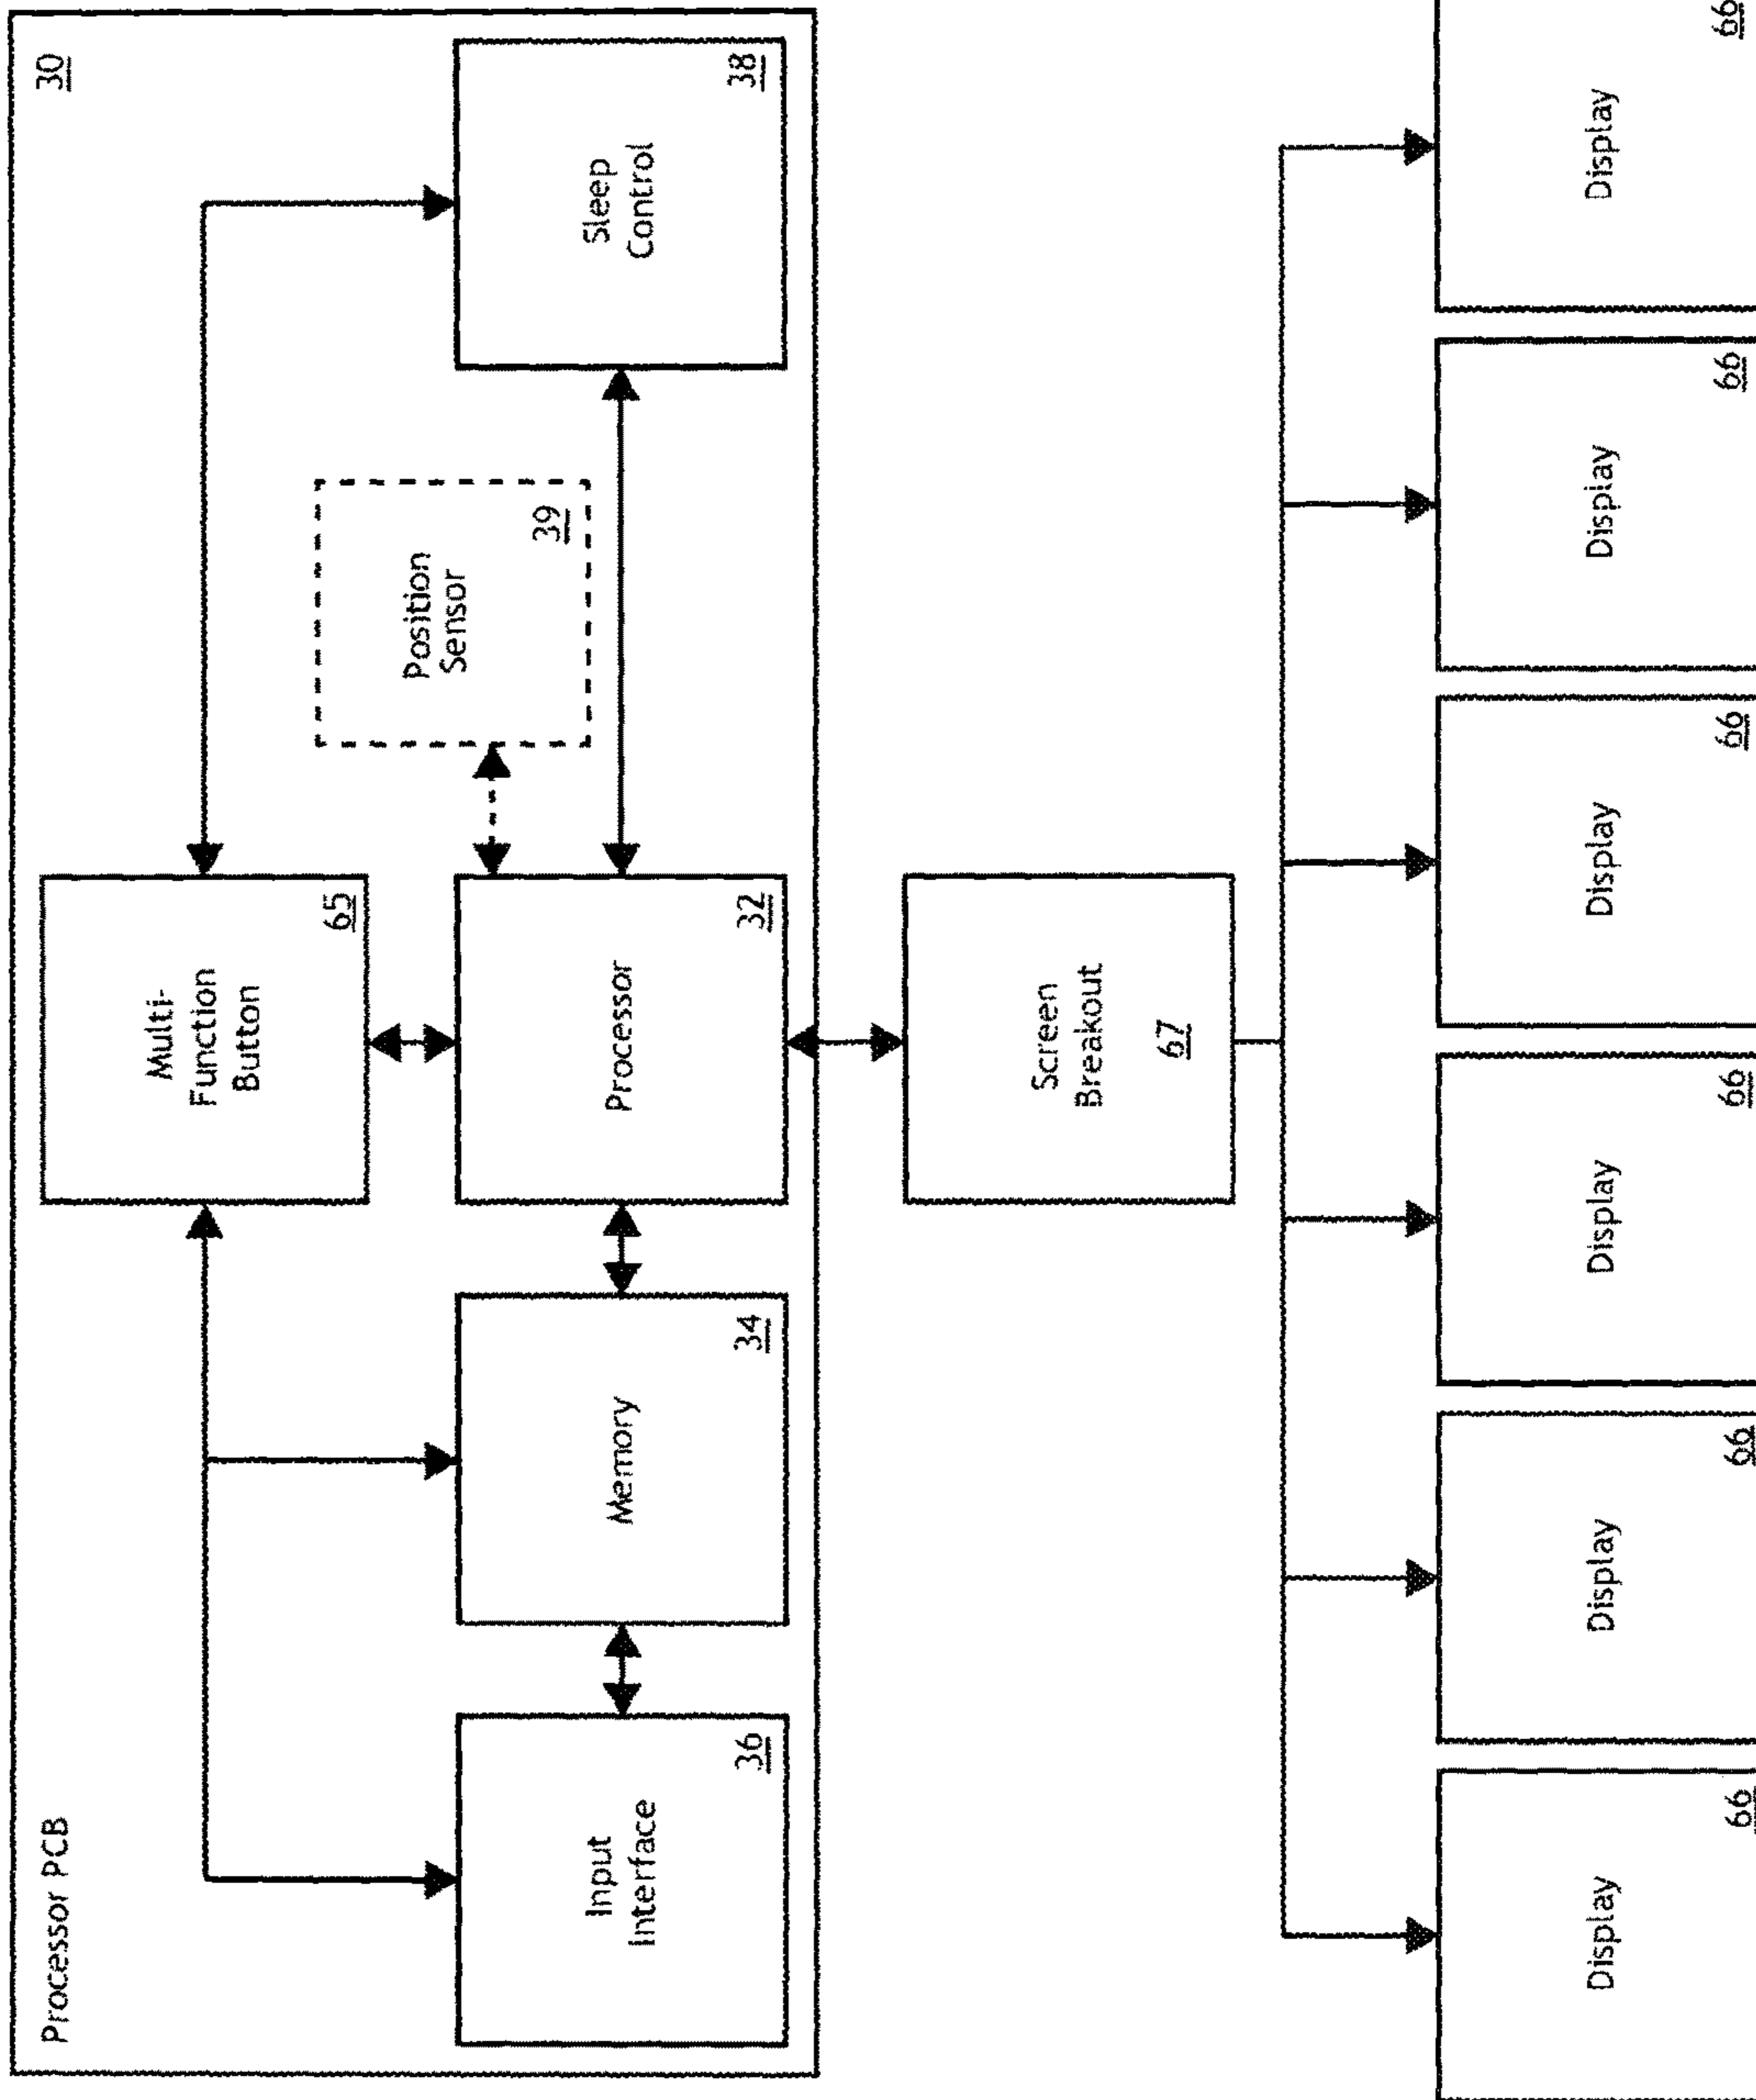 Processor PCB
30
Multi-
Function
Button
65
Position
Sensor
39
Input
Interface
36
Memory
34
Processor
32
Sleep
Control
38
Screen
Breakout
67
Display
66
Display
66
Display
66
Display
66
Display
66
Display
66